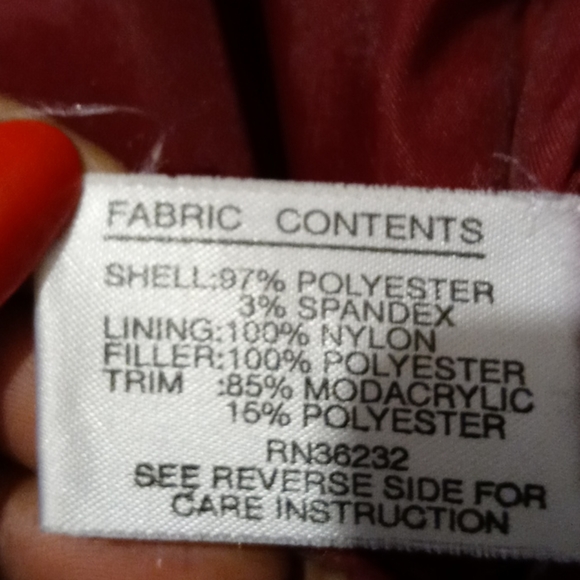 FABRIC CONTENTS
SHELL:97% POLYESTER
3% SPANDEX
LINING:100% NYLON
FILLER:100% POLYESTER
TRIM :85% MODACRYLIC
15% POLYESTER
RN36232
SEE REVERSE SIDE FOR
CARE INSTRUCTION